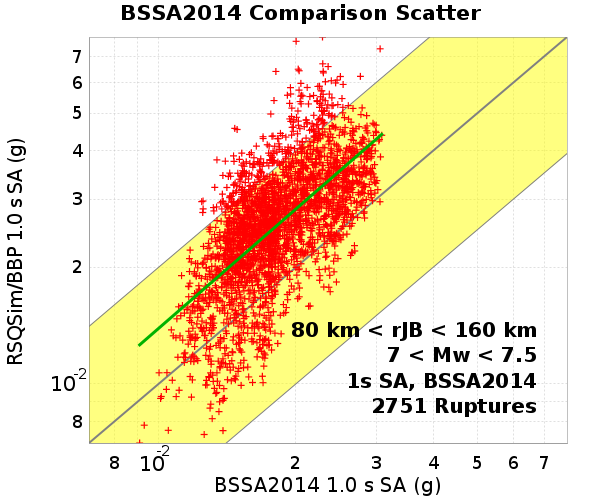 BSSA2014 Comparison Scatter
RSQSim/BBP 1.0 s SA (g)
7
6
5
4
3
2
10-2
8
80 km < rJB < 160 km
7 < Mw < 7.5
1s SA, BSSA2014
2751 Ruptures
8 10-2 2 3 4 5 6 7
BSSA2014 1.0 s SA (g)